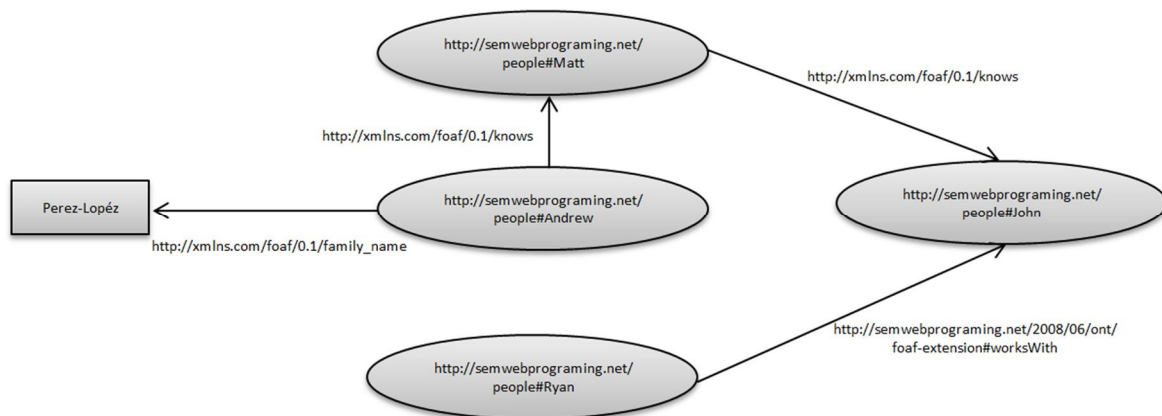 http://semwebprograming.net/
people#Matt
http://xmlns.com/foaf/0.1/knows
http://xmlns.com/foaf/0.1/knows
Perez-Lopéz
http://semwebprograming.net/
people#Andrew
http://semwebprograming.net/
people#John
http://xmlns.com/foaf/0.1/family_name
http://semwebprograming.net/2008/06/ont/
foaf-extension#worksWith
http://semwebprograming.net/
people#Ryan